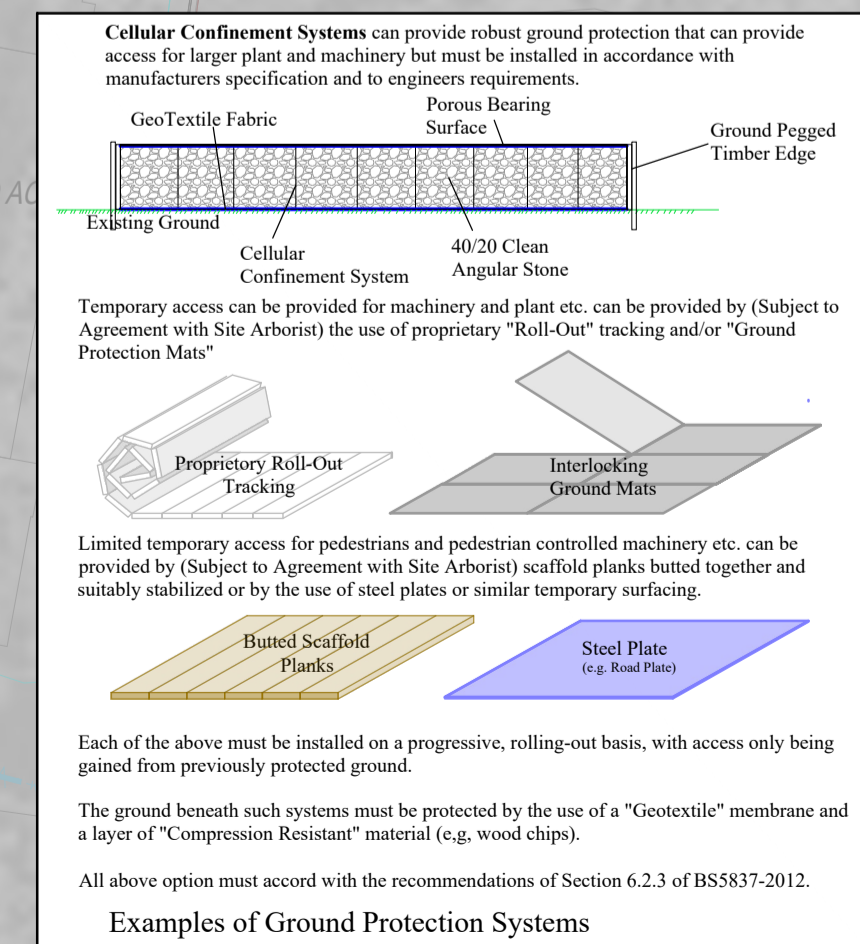 Cellular Confinement Systems can provide robust ground protection that can provide
access for larger plant and machinery but must be installed in accordance with
manufacturers specification and to engineers requirements.
GeoTextile Fabric
Porous Bearing
Surface
Ground Pegged
Timber Edge
AC
Existing Ground
Cellular
Confinement System
40/20 Clean
Angular Stone
Temporary access can be provided for machinery and plant etc. can be provided by (Subject to
Agreement with Site Arborist) the use of proprietary "Roll-Out" tracking and/or "Ground
Protection Mats"
Proprietory Roll-Out
Tracking
Interlocking
Ground Mats
Limited temporary access for pedestrians and pedestrian controlled machinery etc. can be
provided by (Subject to Agreement with Site Arborist) scaffold planks butted together and
suitably stabilized or by the use of steel plates or similar temporary surfacing.
Butted Scaffold
Planks
Steel Plate
(e.g. Road Plate)
Each of the above must be installed on a progressive, rolling-out basis, with access only being
gained from previously protected ground.
The ground beneath such systems must be protected by the use of a "Geotextile" membrane and
a layer of "Compression Resistant" material (e,g, wood chips).
All above option must accord with the recommendations of Section 6.2.3 of BS5837-2012.
Examples of Ground Protection Systems